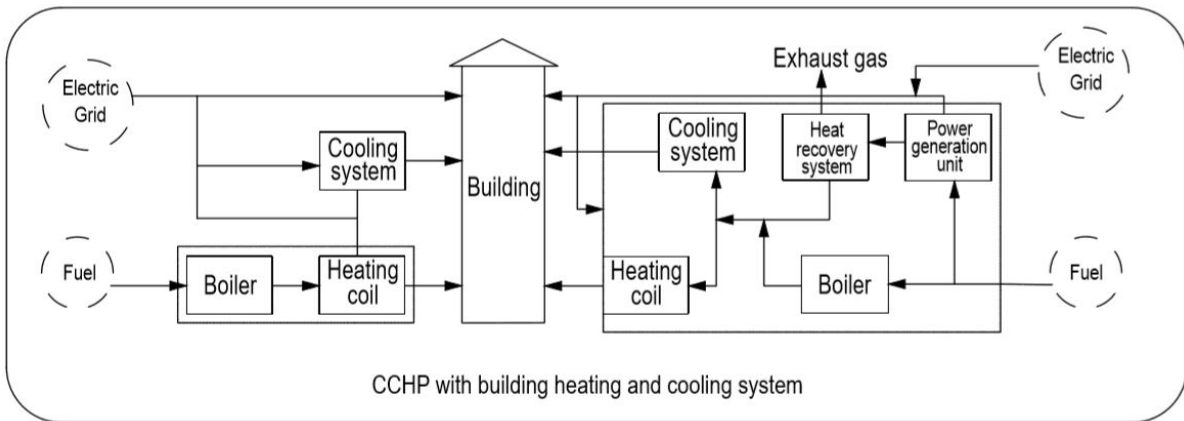 Electric
Grid
Cooling
system
Fuel
Boiler
Heating
coil
Building
Exhaust gas
Electric
Grid
Cooling
system
Heat
recovery
system
Power
generation
unit
Heating
coil
Boiler
Fuel
CCHP with building heating and cooling system